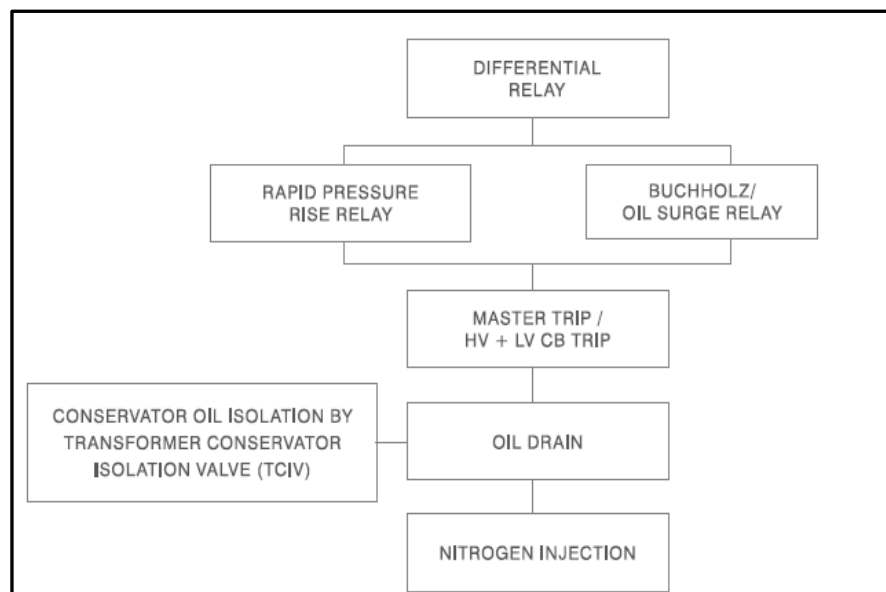 DIFFERENTIAL
RELAY
RAPID PRESSURE
RISE RELAY
BUCHHOLZ/
OIL SURGE RELAY
MASTER TRIP /
HV + LV CB TRIP
CONSERVATOR OIL ISOLATION BY
TRANSFORMER CONSERVATOR
ISOLATION VALVE (TCIV)
OIL DRAIN
NITROGEN INJECTION